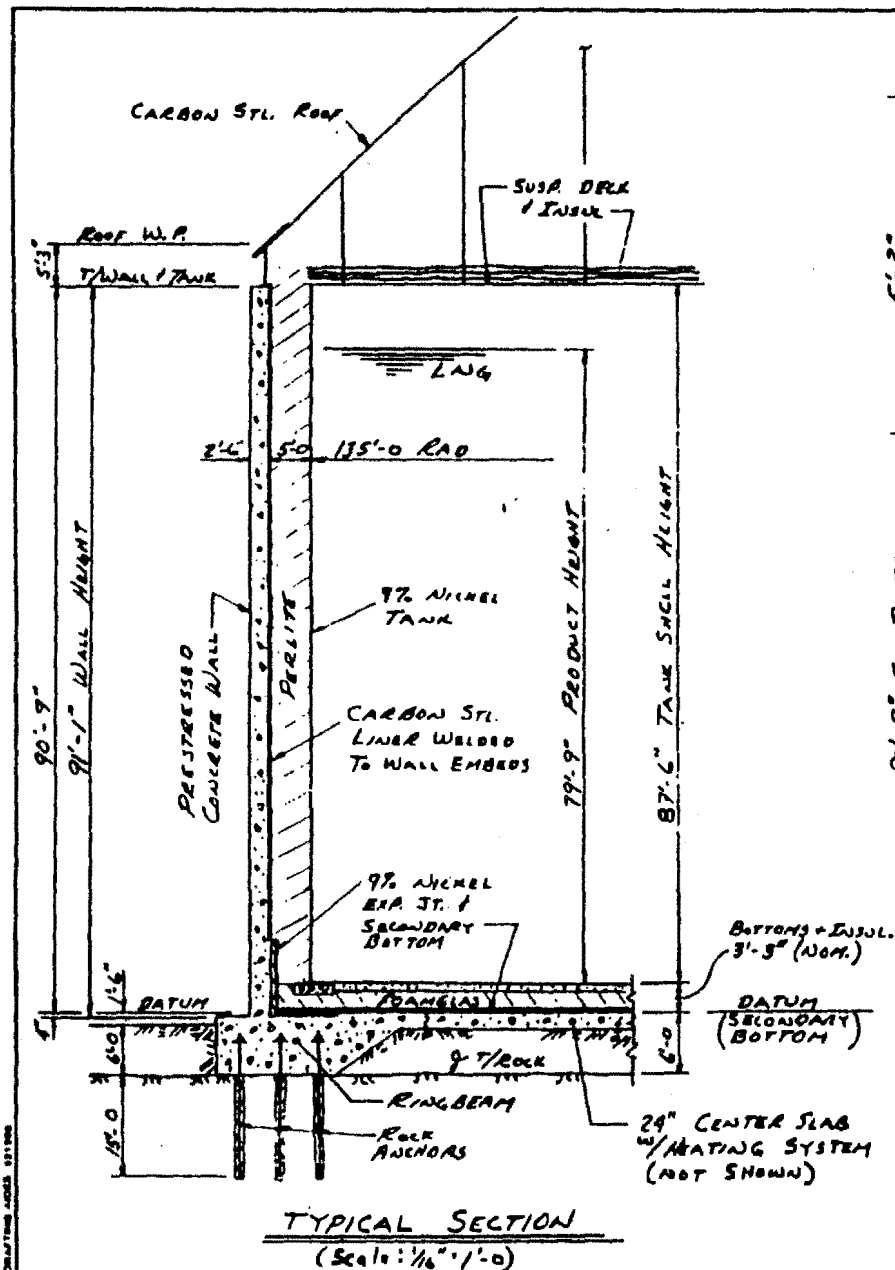 CARBON STL. ROOF
SUSP. DECK
& INSUL
ROOF W.P.
5'-3"
T/WALL & TANK
LNG
5'-0
135'-0 RAD
90'-9"
91'-1" WALL HEIGHT
PRESTRESSED
CONCRETE WALL
PERLITE
9% NICKEL
TANK
CARBON STL.
LINER WELDED
TO WALL EMBEDS
79'-9" PRODUCT HEIGHT
87'-6" TANK SHELL HEIGHT
9% NICKEL
EXP. JT. &
SECONDARY
BOTTOM
BOTTOMS + INSUL.
3'-3" (NOM.)
1'-6"
DATUM
FOAMGLAS
DATUM
(SECONDARY
BOTTOM)
6'-0
6'-0
T/ROCK
RINGBEAM
15'-0
ROCK
ANCHORS
24" CENTER SLAB
W/HEATING SYSTEM
(NOT SHOWN)
TYPICAL SECTION
(Scale: 1/16" = 1'-0)